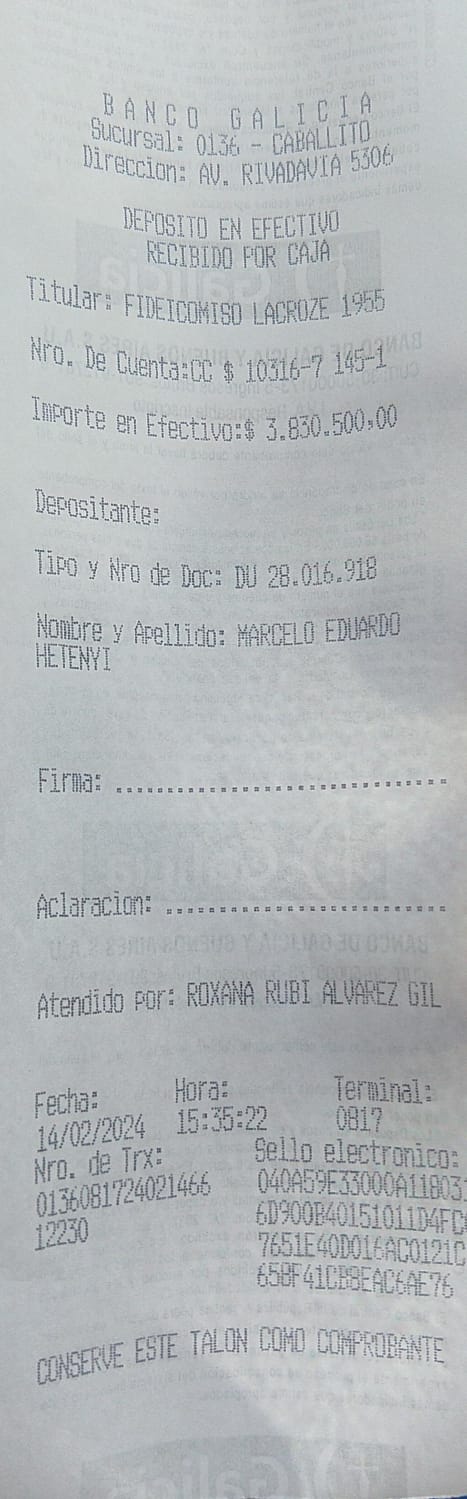 BANCO GALICIA
Sucursal: 0136 - CABALLITO
Direccion: AV. RIVADAVIA 5306
DEPOSITO EN EFECTIVO
RECIBIDO POR CAJA
Titular: FIDEICOMISO LACROZE 1955
Nro. De Cuenta:CC $ 10316-7 145-1
Importe en Efectivo:$ 3.830.500,00
Depositante:
Tipo y Nro de Doc: DU 28.016.918
Nombre y Apellido: MARCELO EDUARDO
HETENYI
Firma: ..............................
Aclaracion: .........................
Atendido por: ROXANA RUBI ALVAREZ GIL
Fecha: Hora: Terminal:
14/02/2024 15:35:22 0817
Nro. de Trx: Sello electronico:
0136081724021466 040A59E33000A11803
12230 6D900B40151011D4FC
7651E40D016AC0121C
658F41CB8EAC6AE76
CONSERVE ESTE TALON COMO COMPROBANTE